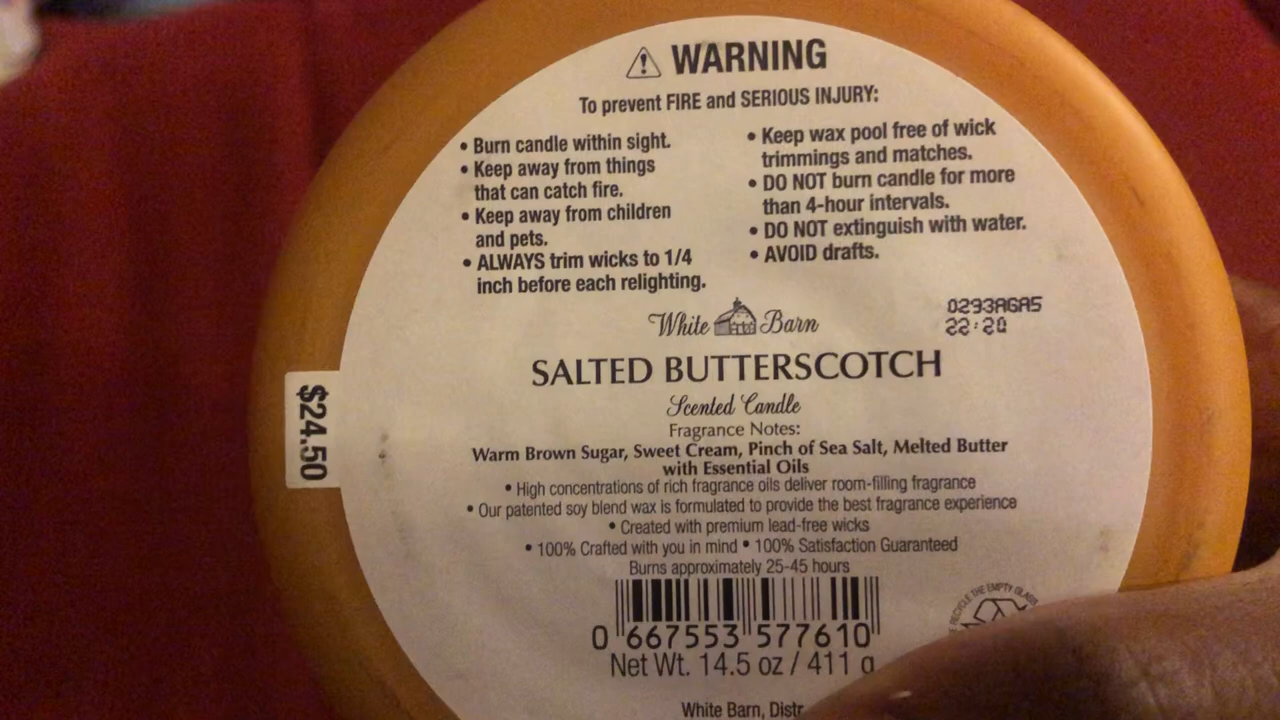 WARNING
To prevent FIRE and SERIOUS INJURY:
• Burn candle within sight.
• Keep away from things
that can catch fire.
• Keep away from children
and pets.
• ALWAYS trim wicks to 1/4
inch before each relighting.
• Keep wax pool free of wick
trimmings and matches.
• DO NOT burn candle for more
than 4-hour intervals.
• DO NOT extinguish with water.
• AVOID drafts.
White Barn
0293AGA5
22:20
SALTED BUTTERSCOTCH
Scented Candle
Fragrance Notes:
Warm Brown Sugar, Sweet Cream, Pinch of Sea Salt, Melted Butter
with Essential Oils
• High concentrations of rich fragrance oils deliver room-filling fragrance
• Our patented soy blend wax is formulated to provide the best fragrance experience
• Created with premium lead-free wicks
• 100% Crafted with you in mind • 100% Satisfaction Guaranteed
Burns approximately 25-45 hours
0 667553 577610
Net Wt. 14.5 oz / 411 g
White Barn, Distr
RECYCLE THE EMPTY GLASS
$24.50